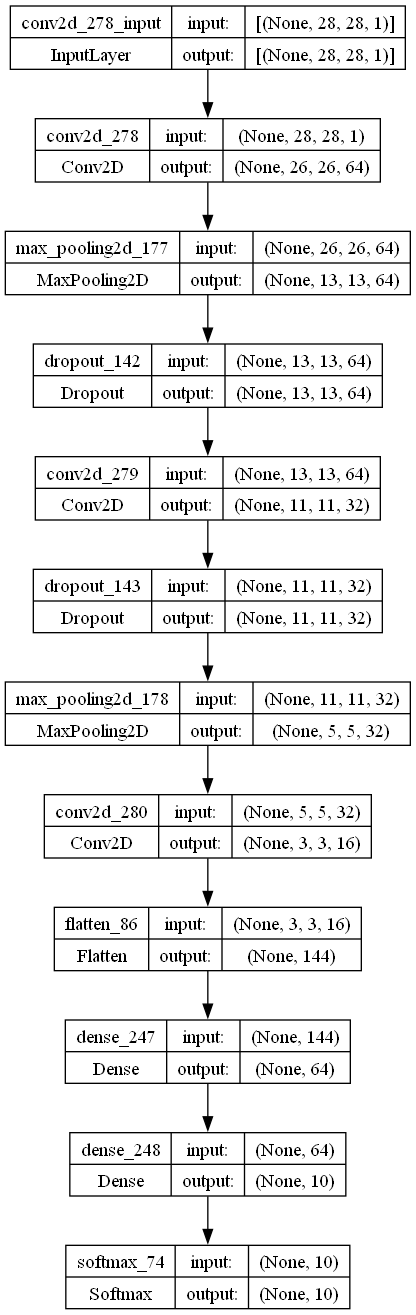 conv2d_278_input input: [(None, 28, 28, 1)]
InputLayer output: [(None, 28, 28, 1)]
conv2d_278 input: (None, 28, 28, 1)
Conv2D output: (None, 26, 26, 64)
max_pooling2d_177 input: (None, 26, 26, 64)
MaxPooling2D output: (None, 13, 13, 64)
dropout_142 input: (None, 13, 13, 64)
Dropout output: (None, 13, 13, 64)
conv2d_279 input: (None, 13, 13, 64)
Conv2D output: (None, 11, 11, 32)
dropout_143 input: (None, 11, 11, 32)
Dropout output: (None, 11, 11, 32)
max_pooling2d_178 input: (None, 11, 11, 32)
MaxPooling2D output: (None, 5, 5, 32)
conv2d_280 input: (None, 5, 5, 32)
Conv2D output: (None, 3, 3, 16)
flatten_86 input: (None, 3, 3, 16)
Flatten output: (None, 144)
dense_247 input: (None, 144)
Dense output: (None, 64)
dense_248 input: (None, 64)
Dense output: (None, 10)
softmax_74 input: (None, 10)
Softmax output: (None, 10)